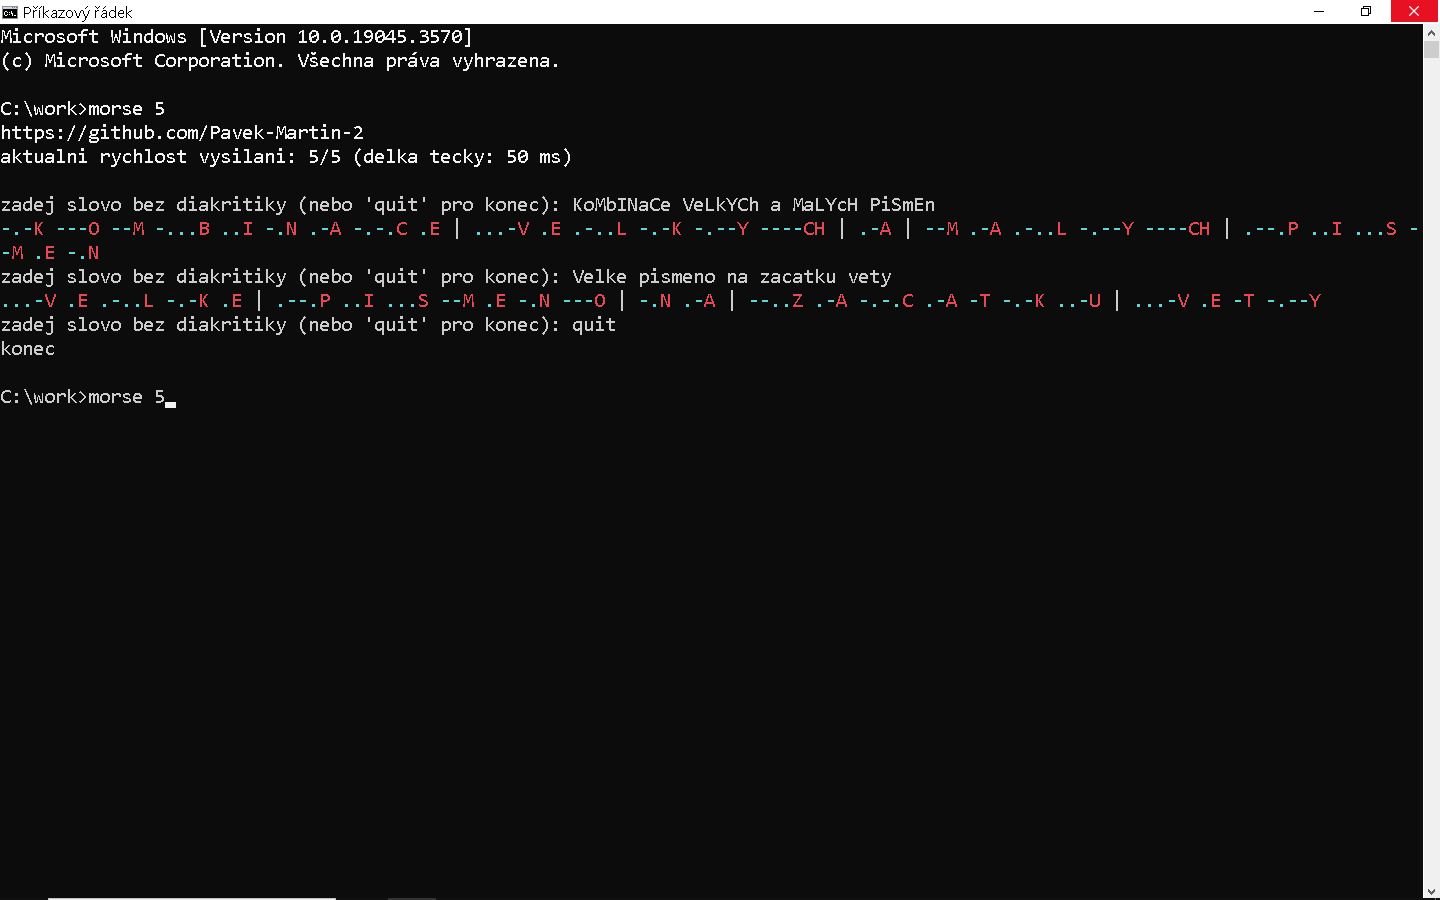 Příkazový řádek
Microsoft Windows [Version 10.0.19045.3570]
(c) Microsoft Corporation. Všechna práva vyhrazena.
C:\work>morse 5
https://github.com/Pavek-Martin-2
aktualni rychlost vysilani: 5/5 (delka tecky: 50 ms)
zadej slovo bez diakritiky (nebo 'quit' pro konec): KoMbINaCe VeLkYCh a MaLYcH PiSmEn
-.-K ---O --M -...B ..I -.N .-A -.-.C .E | ...-V .E .-..L -.-K -.--Y ----CH | .-A | --M .-A .-..L -.--Y ----CH | .--.P ..I ...S -
-M .E -.N
zadej slovo bez diakritiky (nebo 'quit' pro konec): Velke pismeno na zacatku vety
...-V .E .-..L -.-K .E | .--.P ..I ...S --M .E -.N ---O | -.N .-A | --..Z .-A -.-.C .-A -T -.-K ..-U | ...-V .E -T -.--Y
zadej slovo bez diakritiky (nebo 'quit' pro konec): quit
konec
C:\work>morse 5